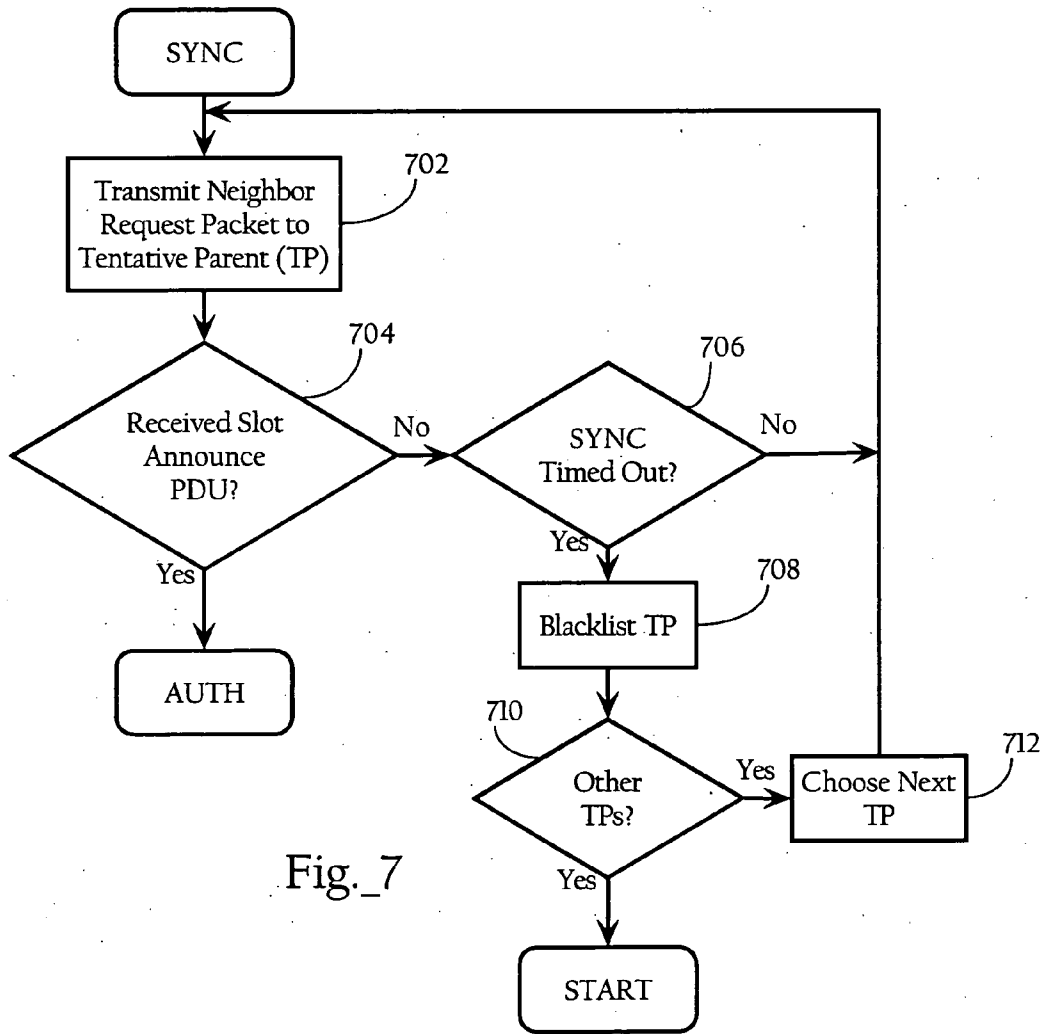 SYNC
702
Transmit Neighbor
Request Packet to
Tentative Parent (TP)
704
706
Received Slot
Announce
PDU?
No
SYNC
Timed Out?
No
Yes
Yes
708
Blacklist TP
AUTH
710
Other
TPs?
Yes
Choose Next
TP
712
Fig._7
Yes
START